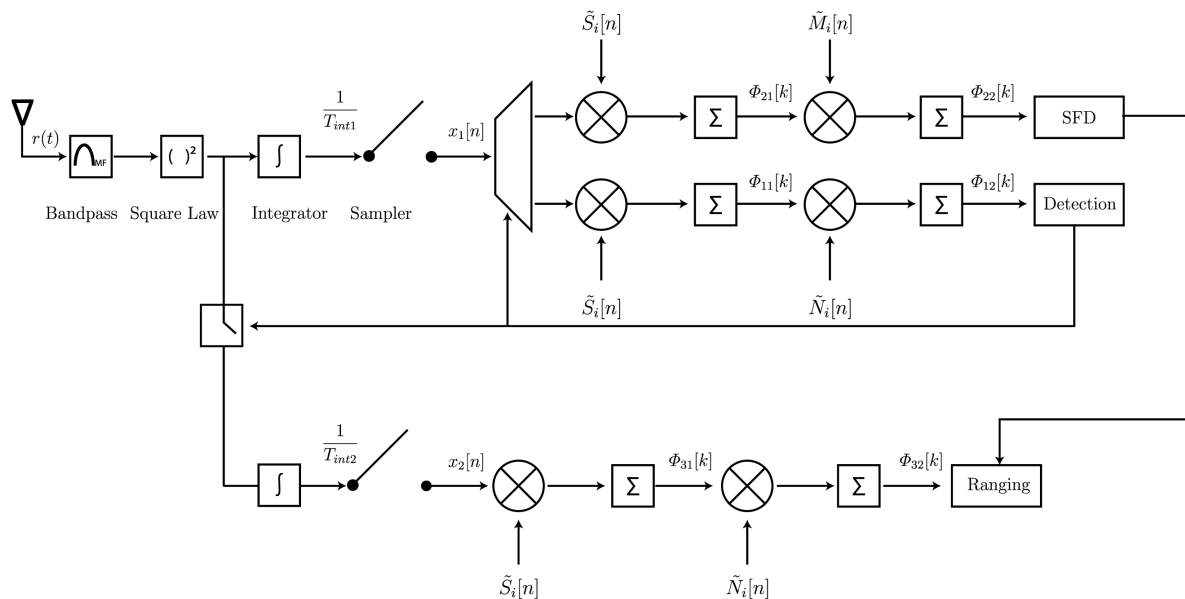 S̃ᵢ[n]
M̃ᵢ[n]
r(t)
MF
( )²
∫
1
T_int1
x₁[n]
Σ
Φ₂₁[k]
Σ
Φ₂₂[k]
SFD
Bandpass
Square Law
Integrator
Sampler
Σ
Φ₁₁[k]
Σ
Φ₁₂[k]
Detection
S̃ᵢ[n]
Ñᵢ[n]
∫
1
T_int2
x₂[n]
Σ
Φ₃₁[k]
Σ
Φ₃₂[k]
Ranging
S̃ᵢ[n]
Ñᵢ[n]